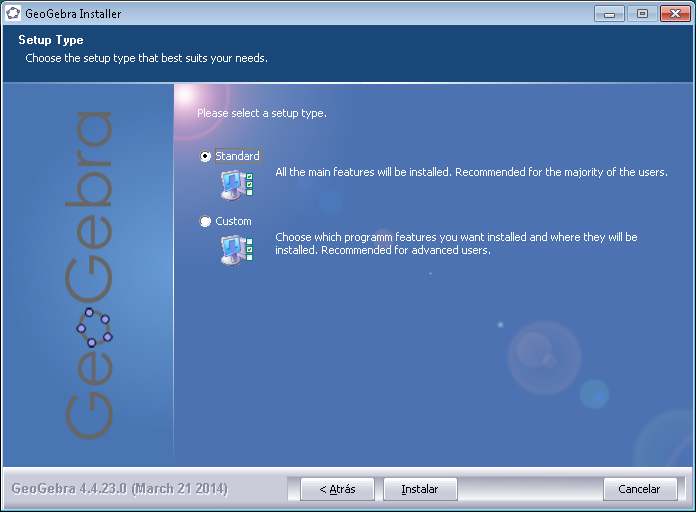 GeoGebra Installer
Setup Type
Choose the setup type that best suits your needs.
GeoGebra
Please select a setup type.
Standard
All the main features will be installed. Recommended for the majority of the users.
Custom
Choose which programm features you want installed and where they will be
installed. Recommended for advanced users.
GeoGebra 4.4.23.0 (March 21 2014)
< Atrás
Instalar
Cancelar